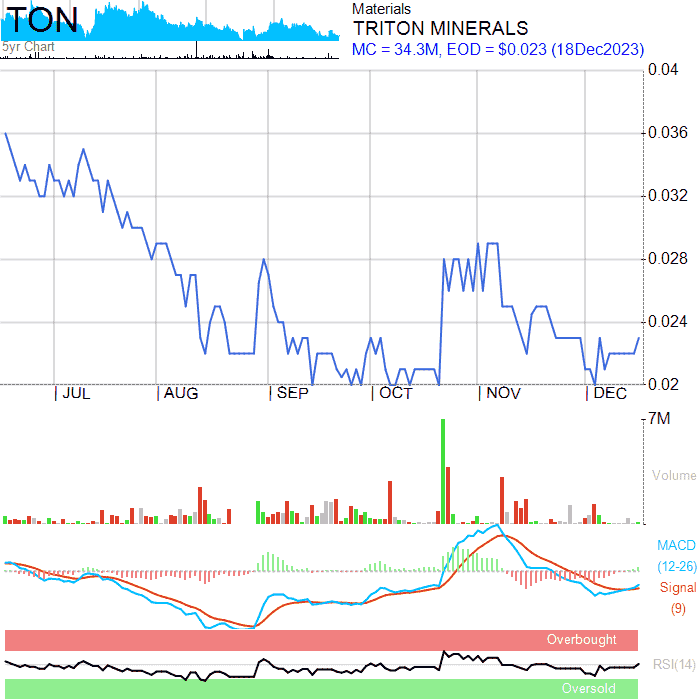 TON
5yr Chart
Materials
TRITON MINERALS
MC = 34.3M, EOD = $0.023 (18Dec2023)
0.04
0.036
0.032
0.028
0.024
0.02
JUL AUG SEP OCT NOV DEC
7M
Volume
MACD
(12-26)
Signal
(9)
Overbought
RSI(14)
Oversold